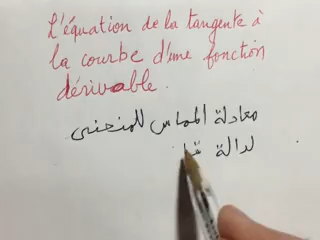 L'équation de la tangente à
la courbe d'une fonction
dérivable.
معادلة المماس للمنحنى
لدالة